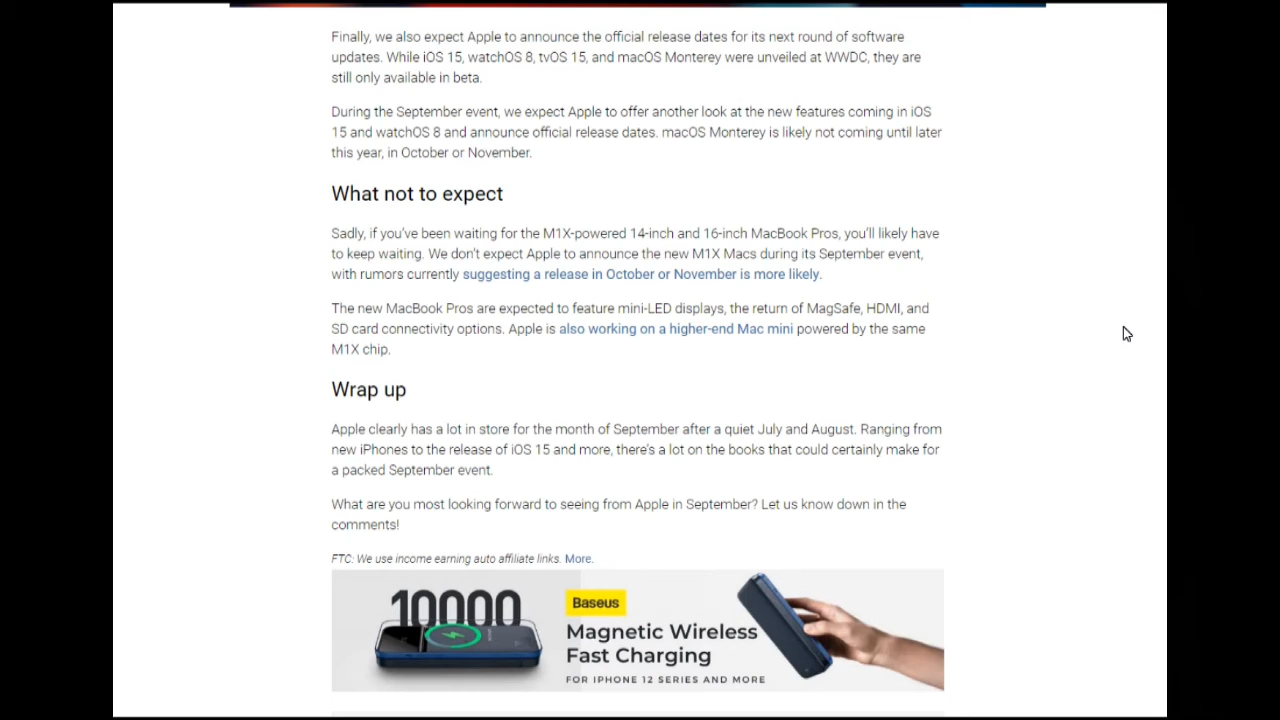 Finally, we also expect Apple to announce the official release dates for its next round of software
updates. While iOS 15, watchOS 8, tvOS 15, and macOS Monterey were unveiled at WWDC, they are
still only available in beta.
During the September event, we expect Apple to offer another look at the new features coming in iOS
15 and watchOS 8 and announce official release dates. macOS Monterey is likely not coming until later
this year, in October or November.
What not to expect
Sadly, if you've been waiting for the M1X-powered 14-inch and 16-inch MacBook Pros, you'll likely have
to keep waiting. We don't expect Apple to announce the new M1X Macs during its September event,
with rumors currently suggesting a release in October or November is more likely.
The new MacBook Pros are expected to feature mini-LED displays, the return of MagSafe, HDMI, and
SD card connectivity options. Apple is also working on a higher-end Mac mini powered by the same
M1X chip.
Wrap up
Apple clearly has a lot in store for the month of September after a quiet July and August. Ranging from
new iPhones to the release of iOS 15 and more, there's a lot on the books that could certainly make for
a packed September event.
What are you most looking forward to seeing from Apple in September? Let us know down in the
comments!
FTC: We use income earning auto affiliate links. More.
10000
Baseus
Magnetic Wireless
Fast Charging
FOR IPHONE 12 SERIES AND MORE